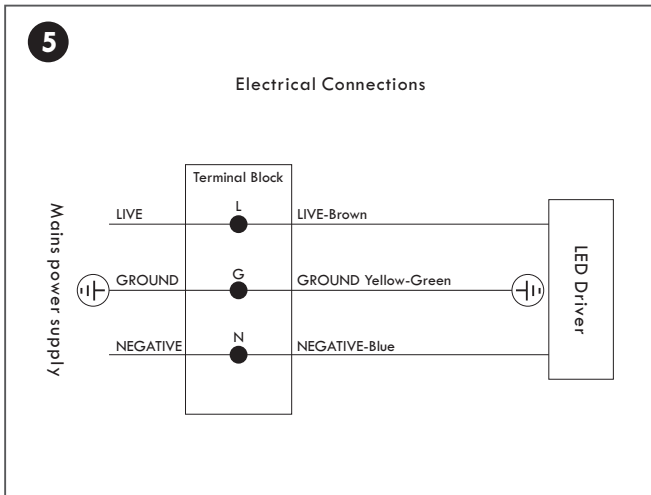 5
Electrical Connections
Terminal Block
Mains power supply
LIVE
L
LIVE-Brown
GROUND
G
GROUND Yellow-Green
NEGATIVE
N
NEGATIVE-Blue
LED Driver